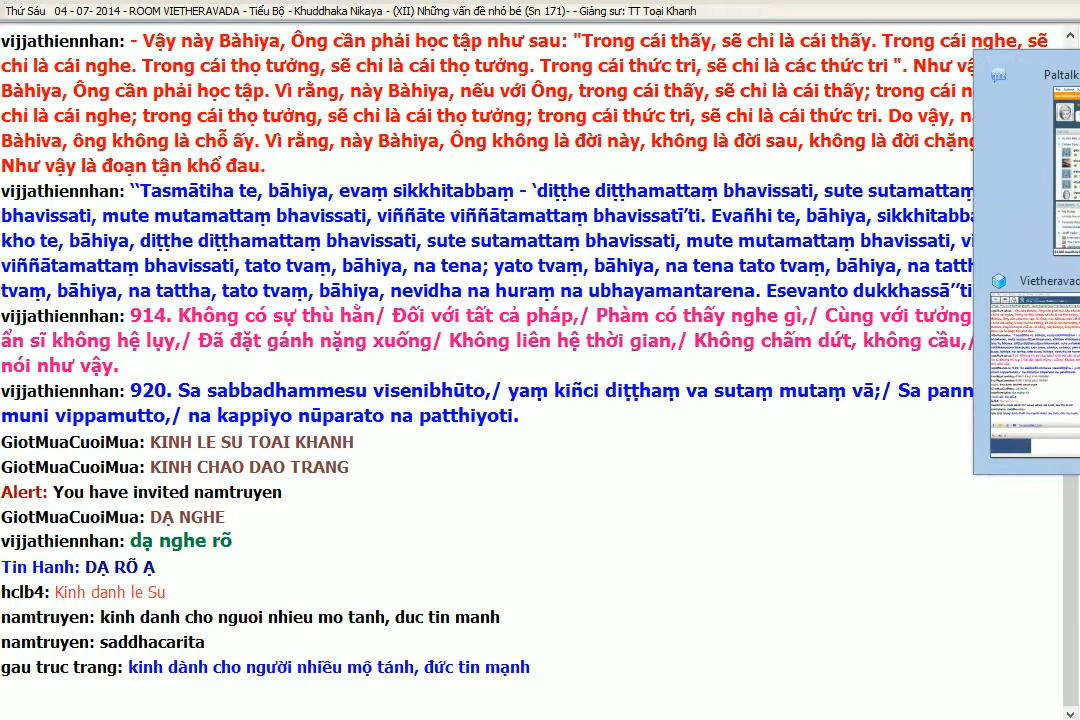 Thứ Sáu 04 - 07- 2014 - ROOM VIETHERAVADA - Tiểu Bộ - Khuddhaka Nikaya - (XII) Những vấn đề nhỏ bé (Sn 171)- - Giảng sư: TT Toại Khanh
vijjathiennhan: - Vậy này Bàhiya, Ông cần phải học tập như sau: "Trong cái thấy, sẽ chỉ là cái thấy. Trong cái nghe, sẽ
chỉ là cái nghe. Trong cái thọ tưởng, sẽ chỉ là cái thọ tưởng. Trong cái thức tri, sẽ chỉ là các thức tri ". Như
Bàhiya, Ông cần phải học tập. Vì rằng, này Bàhiya, nếu với Ông, trong cái thấy, sẽ chỉ là cái thấy; trong cái
chỉ là cái nghe; trong cái thọ tưởng, sẽ chỉ là cái thọ tưởng; trong cái thức tri, sẽ chỉ là cái thức tri. Do vậy,
Bàhiva, ông không là chỗ ấy. Vì rằng, này Bàhiya, Ông không là đời này, không là đời sau, không là đời chặng
Như vậy là đoạn tận khổ đau.
vijjathiennhan: ‘‘Tasmātiha te, bāhiya, evaṃ sikkhitabbaṃ - ‘diṭṭhe diṭṭhamattaṃ bhavissati, sute sutamattaṃ
bhavissati, mute mutamattaṃ bhavissati, viññāte viññātamattaṃ bhavissatī’ti. Evañhi te, bāhiya,
kho te, bāhiya, diṭṭhe diṭṭhamattaṃ bhavissati, sute sutamattaṃ bhavissati, mute mutamattaṃ bhavissati,
viññātamattaṃ bhavissati, tato tvaṃ, bāhiya, na tena; yato tvaṃ, bāhiya, na tena tato tvaṃ, bāhiya, na
tvaṃ, bāhiya, na tattha, tato tvaṃ, bāhiya, nevidha na huraṃ na ubhayamantarena. Esevanto dukkhassā’’ti
vijjathiennhan: 914. Không có sự thù hằn/ Đối với tất cả pháp,/ Phàm có thấy nghe gì,/ Cùng với tưởng
ẩn sĩ không hệ lụy,/ Đã đặt gánh nặng xuống/ Không liên hệ thời gian,/ Không chấm dứt, không cầu,/
nói như vậy.
vijjathiennhan: 920. Sa sabbadhammesu visenibhūto,/ yaṃ kiñci diṭṭhaṃ va sutaṃ mutaṃ vā;/ Sa
muni vippamutto,/ na kappiyo nūparato na patthiyoti.
GiotMuaCuoiMua: KINH LE SU TOAI KHANH
GiotMuaCuoiMua: KINH CHAO DAO TRANG
Alert: You have invited namtruyen
GiotMuaCuoiMua: DẠ NGHE
vijjathiennhan: dạ nghe rõ
Tin Hanh: DẠ RÕ Ạ
hclb4: Kinh danh le Su
namtruyen: kinh danh cho nguoi nhieu mo tanh, duc tin manh
namtruyen: saddhacarita
gau truc trang: kinh dành cho người nhiều mộ tánh, đức tin mạnh
Paltalk
Vietheravad